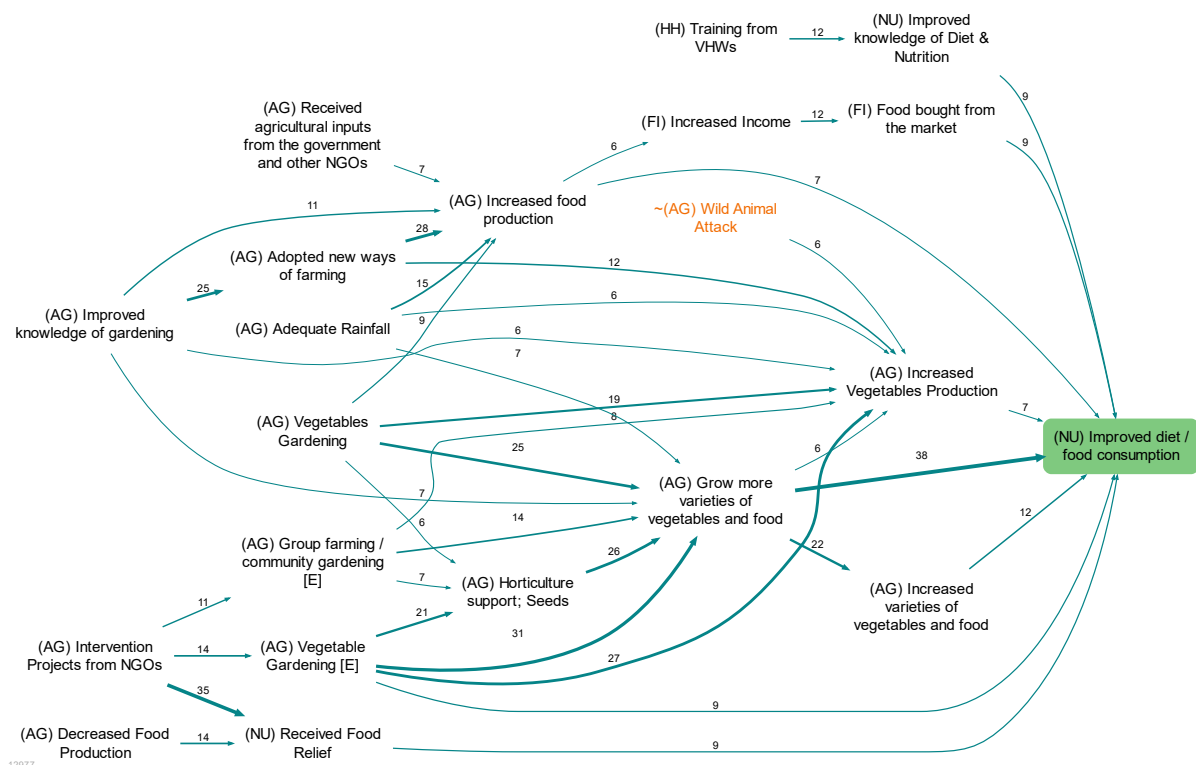 (HH) Training from
VHWs
12
(NU) Improved
knowledge of Diet &
Nutrition
9
(AG) Received
agricultural inputs
from the government
and other NGOs
7
(FI) Increased Income
12
(FI) Food bought from
the market
9
6
7
(AG) Increased food
production
~(AG) Wild Animal
Attack
6
11
28
(AG) Adopted new ways
of farming
12
25
15
6
(AG) Improved
knowledge of gardening
(AG) Adequate Rainfall
9
6
7
(AG) Increased
Vegetables Production
7
19
8
(AG) Vegetables
Gardening
25
6
38
(NU) Improved diet /
food consumption
(AG) Grow more
varieties of
vegetables and food
7
6
14
12
(AG) Group farming /
community gardening
[E]
26
22
7
(AG) Horticulture
support; Seeds
(AG) Increased
varieties of
vegetables and food
11
21
31
(AG) Intervention
Projects from NGOs
14
(AG) Vegetable
Gardening [E]
27
35
9
(AG) Decreased Food
Production
14
(NU) Received Food
Relief
9